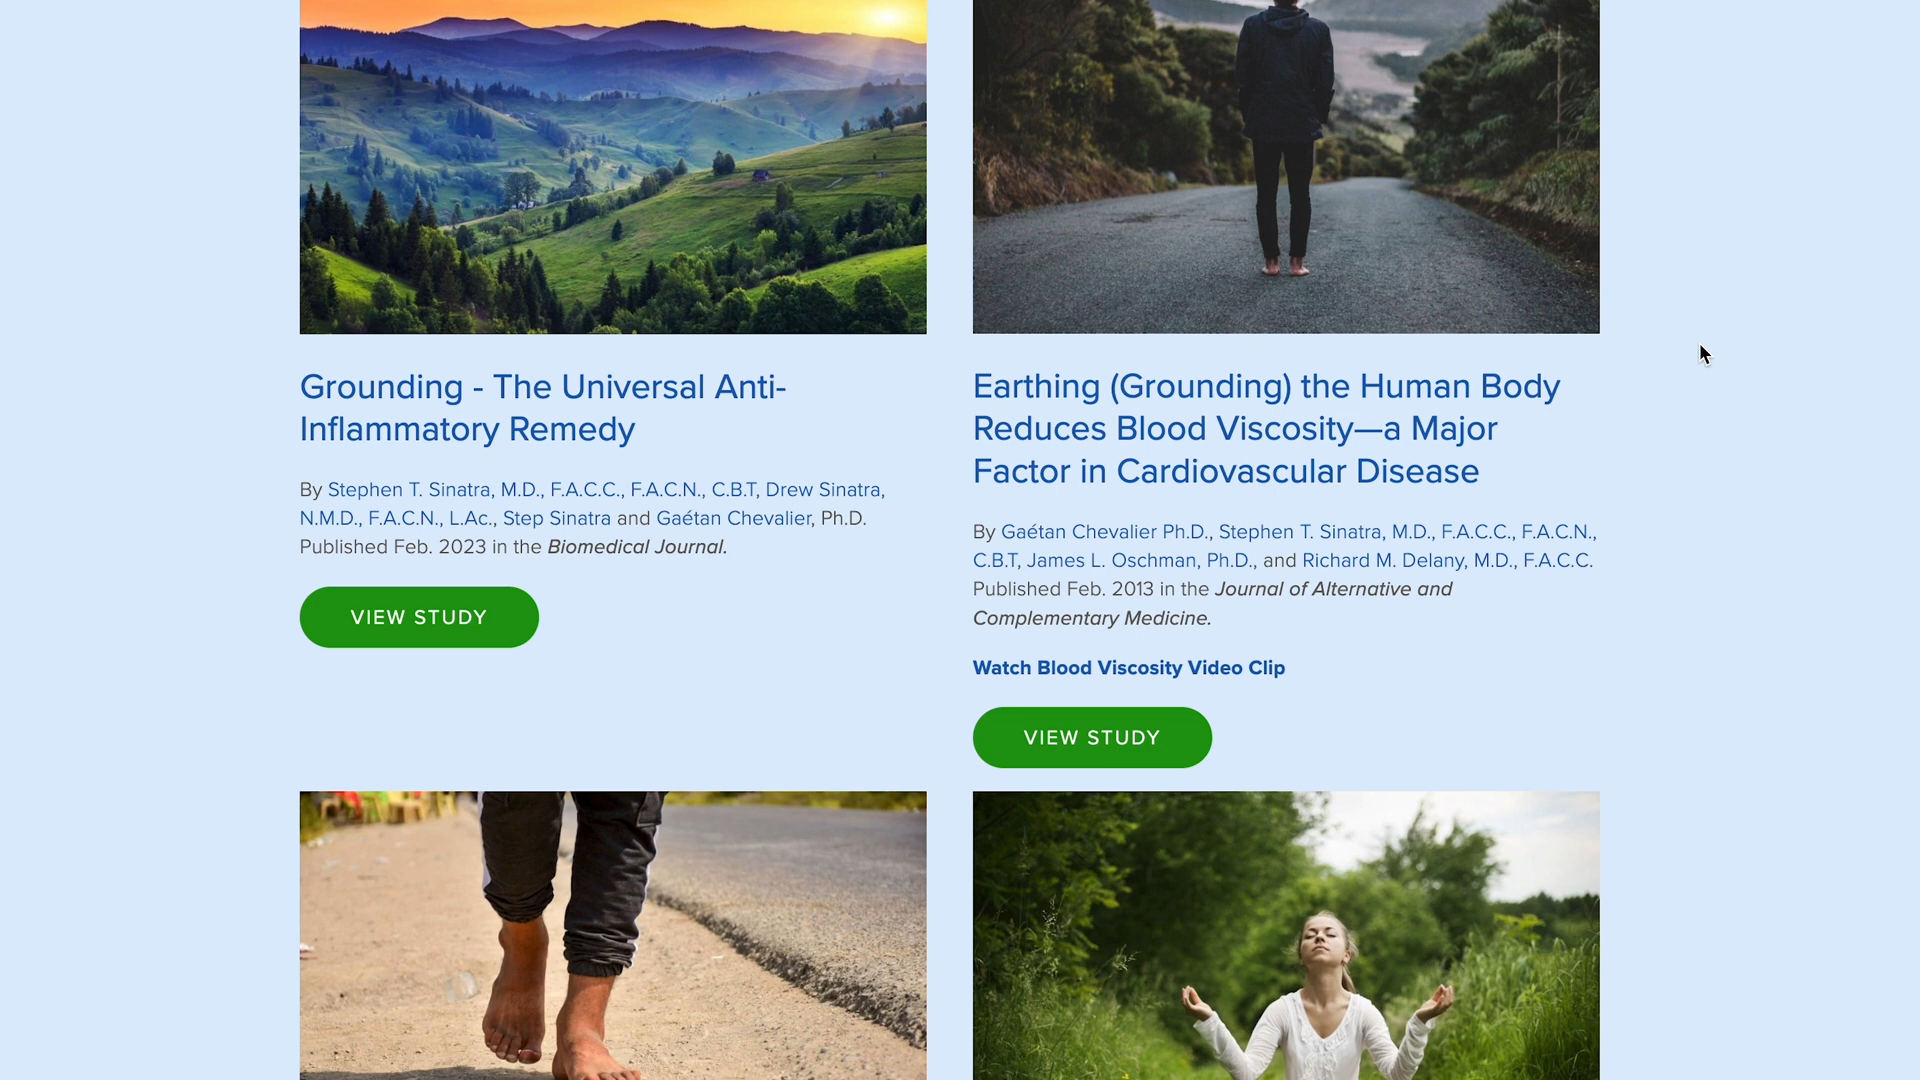 Grounding - The Universal Anti-
Inflammatory Remedy
By Stephen T. Sinatra, M.D., F.A.C.C., F.A.C.N., C.B.T, Drew Sinatra,
N.M.D., F.A.C.N., L.Ac., Step Sinatra and Gaétan Chevalier, Ph.D.
Published Feb. 2023 in the Biomedical Journal.
VIEW STUDY
Earthing (Grounding) the Human Body
Reduces Blood Viscosity—a Major
Factor in Cardiovascular Disease
By Gaétan Chevalier Ph.D., Stephen T. Sinatra, M.D., F.A.C.C., F.A.C.N.,
C.B.T, James L. Oschman, Ph.D., and Richard M. Delany, M.D., F.A.C.C.
Published Feb. 2013 in the Journal of Alternative and
Complementary Medicine.
Watch Blood Viscosity Video Clip
VIEW STUDY